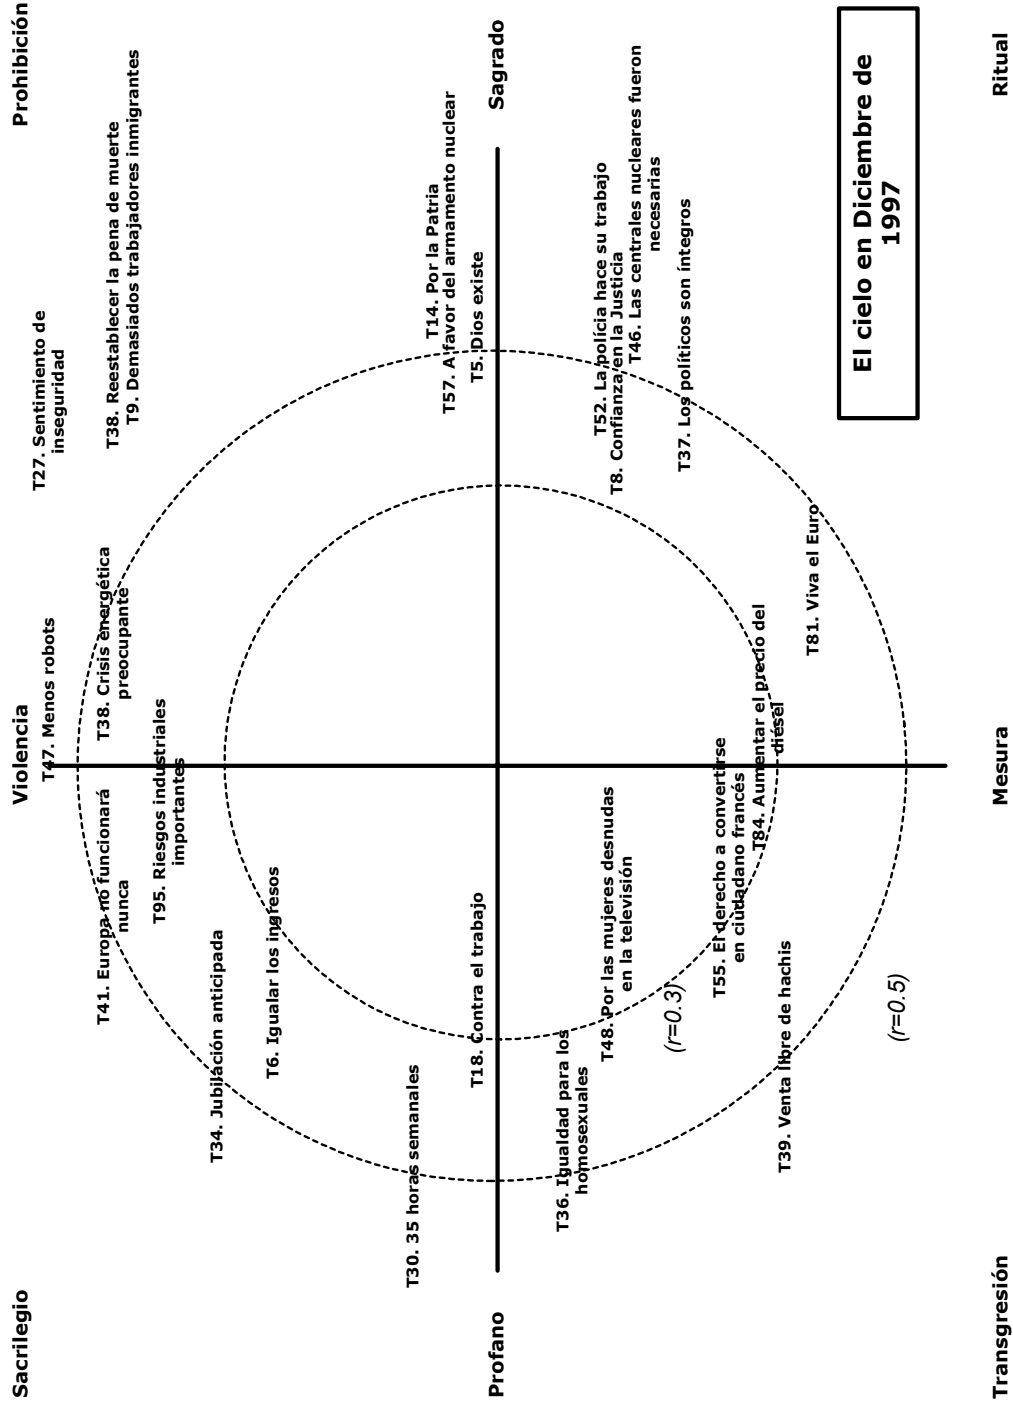 Sacrilegio
Violencia
Prohibición
T27. Sentimiento de
inseguridad
T47. Menos robots
T41. Europa no funcionará
nunca
T38. Crisis energética
preocupante
T38. Reestablecer la pena de muerte
T9. Demasiados trabajadores inmigrantes
T95. Riesgos industriales
importantes
T34. Jubilación anticipada
T6. Igualar los ingresos
T30. 35 horas semanales
T14. Por la Patria
T57. A favor del armamento nuclear
T18. Contra el trabajo
T5. Dios existe
Profano
Sagrado
T36. Igualdad para los
homosexuales
T48. Por las mujeres desnudas
en la televisión
T52. La polícia hace su trabajo
T8. Confianza en la Justicia
T46. Las centrales nucleares fueron
necesarias
(r=0.3)
T37. Los políticos son íntegros
T55. El derecho a convertirse
en ciudadano francés
T84. Aumentar el precio del
diésel
T39. Venta libre de hachis
T81. Viva el Euro
(r=0.5)
El cielo en Diciembre de
1997
Transgresión
Mesura
Ritual